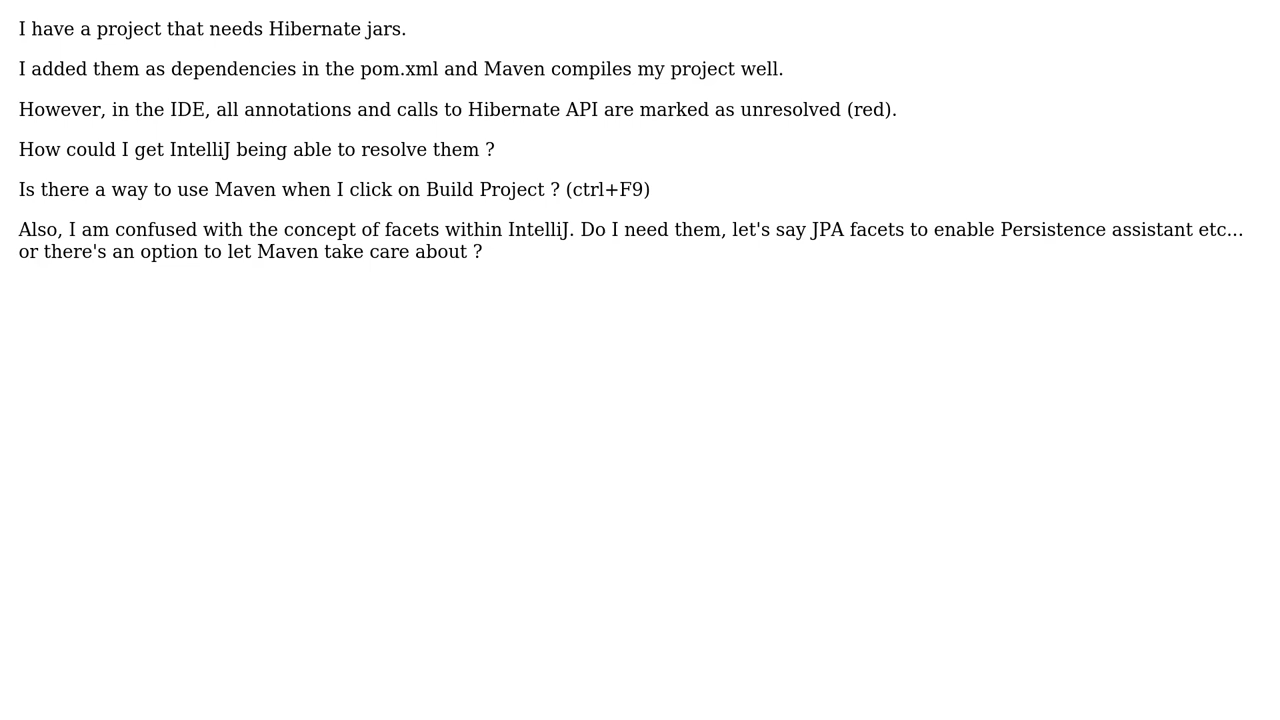 I have a project that needs Hibernate jars.
I added them as dependencies in the pom.xml and Maven compiles my project well.
However, in the IDE, all annotations and calls to Hibernate API are marked as unresolved (red).
How could I get IntelliJ being able to resolve them ?
Is there a way to use Maven when I click on Build Project ? (ctrl+F9)
Also, I am confused with the concept of facets within IntelliJ. Do I need them, let's say JPA facets to enable Persistence assistant etc...
or there's an option to let Maven take care about ?